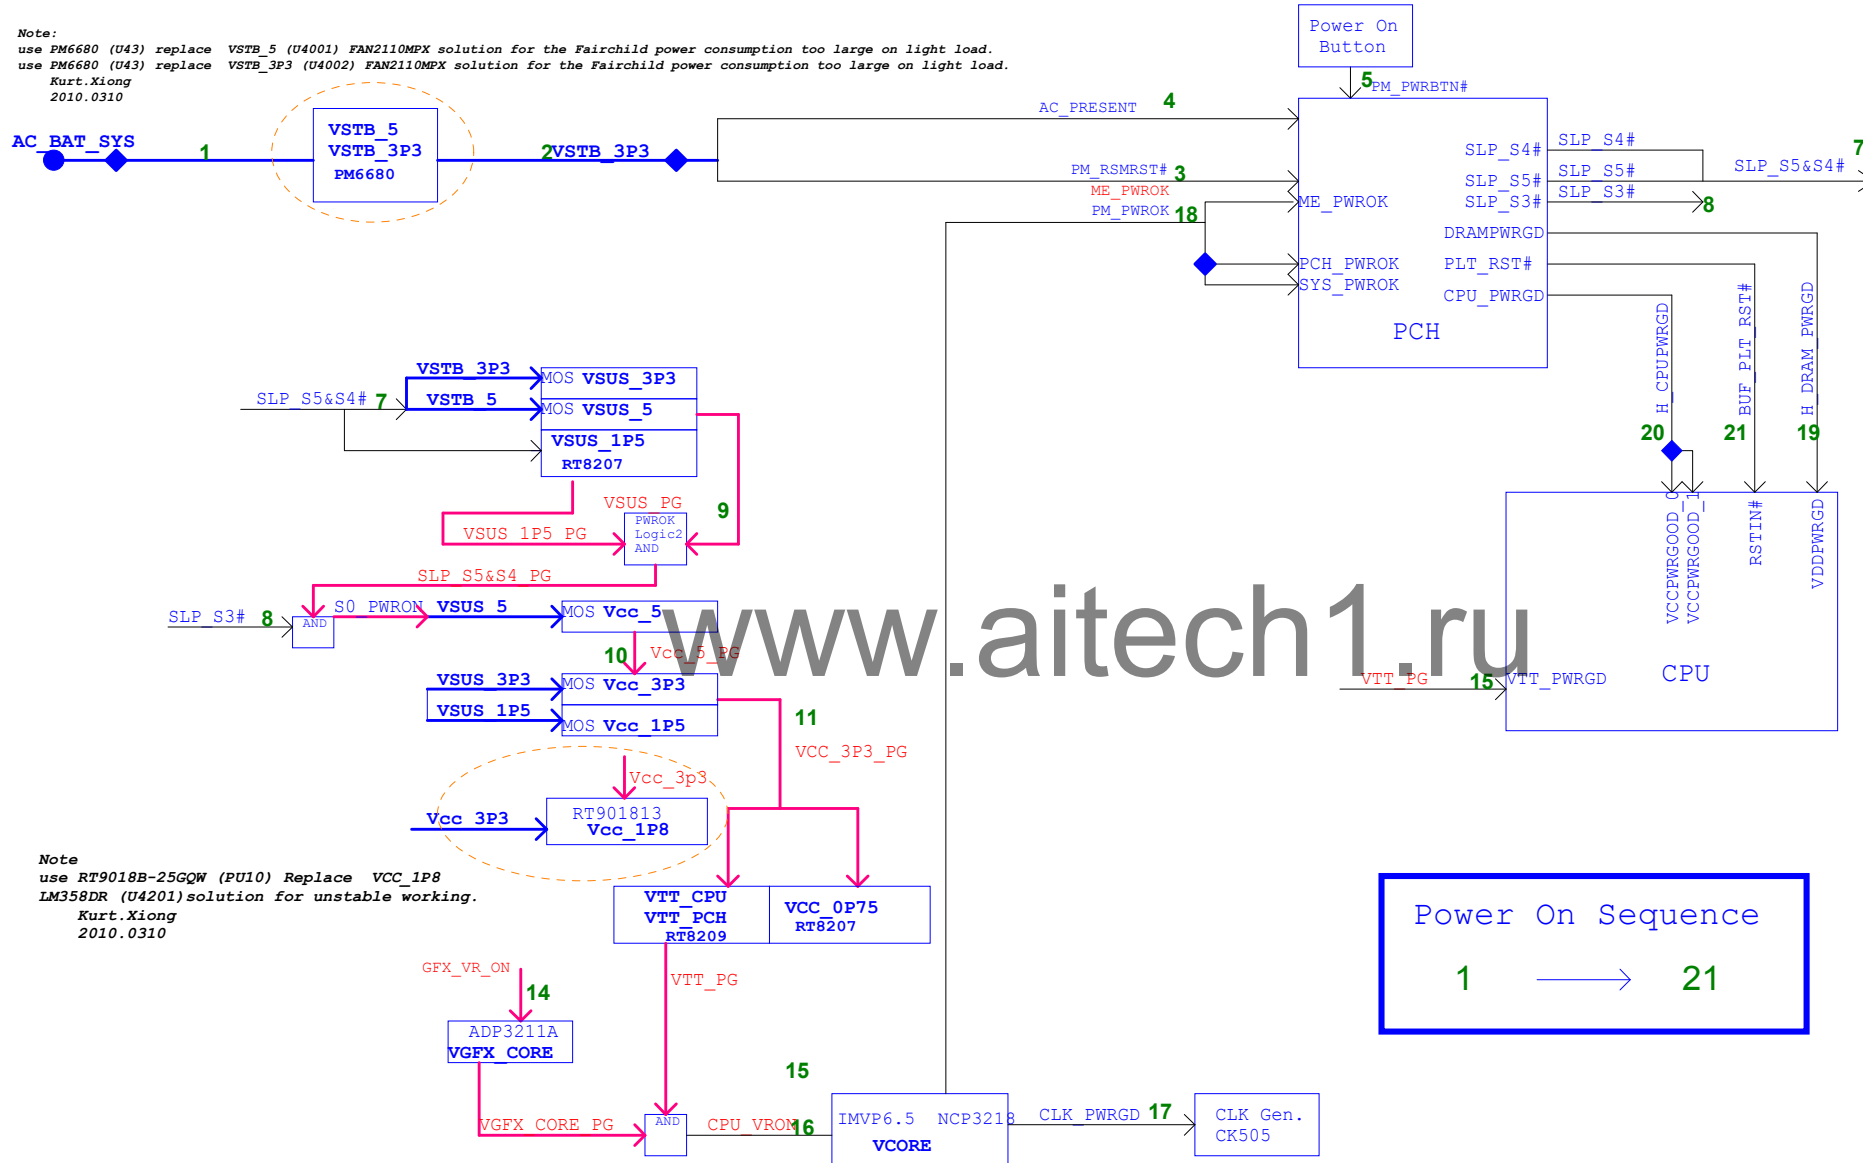 Note:
use PM6680 (U43) replace VSTB_5 (U4001) FAN2110MPX solution for the Fairchild power consumption too large on light load.
use PM6680 (U43) replace VSTB_3P3 (U4002) FAN2110MPX solution for the Fairchild power consumption too large on light load.
Kurt.Xiong
2010.0310
Power On
Button
5
PM_PWRBTN#
AC_BAT_SYS
1
VSTB_5
VSTB_3P3
PM6680
2
VSTB_3P3
AC_PRESENT 4
PM_RSMRST# 3
ME_PWROK
PM_PWROK 18
ME_PWROK
PCH_PWROK
SYS_PWROK
SLP_S4#
SLP_S5#
SLP_S3#
DRAMPWRGD
PLT_RST#
CPU_PWRGD
PCH
SLP_S4#
SLP_S5#
SLP_S3#
8
SLP_S5&S4#
7
H_CPUPWRGD
BUF_PLT_RST#
H_DRAM_PWRGD
20
21
19
VCCPWRGOOD_0
VCCPWRGOOD_1
RSTIN#
VDDPWRGD
CPU
VTT_PG 15
VTT_PWRGD
SLP_S5&S4# 7
VSTB_3P3
VSTB_5
MOS VSUS_3P3
MOS VSUS_5
VSUS_1P5
RT8207
VSUS_PG
9
VSUS_1P5_PG
PWROK
Logic2
AND
SLP_S5&S4_PG
SLP_S3# 8
AND
S0_PWRON
VSUS_5
MOS Vcc_5
10
Vcc_5_PG
VSUS_3P3
VSUS_1P5
MOS Vcc_3P3
MOS Vcc_1P5
11
VCC_3P3_PG
www.aitech1.ru
Vcc_3p3
Vcc_3P3
RT901813
Vcc_1P8
Note
use RT9018B-25GQW (PU10) Replace VCC_1P8
LM358DR (U4201)solution for unstable working.
Kurt.Xiong
2010.0310
VTT_CPU
VTT_PCH
RT8209
VCC_0P75
RT8207
GFX_VR_ON
14
ADP3211A
VGFX_CORE
VTT_PG
15
VGFX_CORE_PG
AND
CPU_VRON
16
IMVP6.5 NCP3218
VCORE
CLK_PWRGD 17
CLK Gen.
CK505
Power On Sequence
1
21